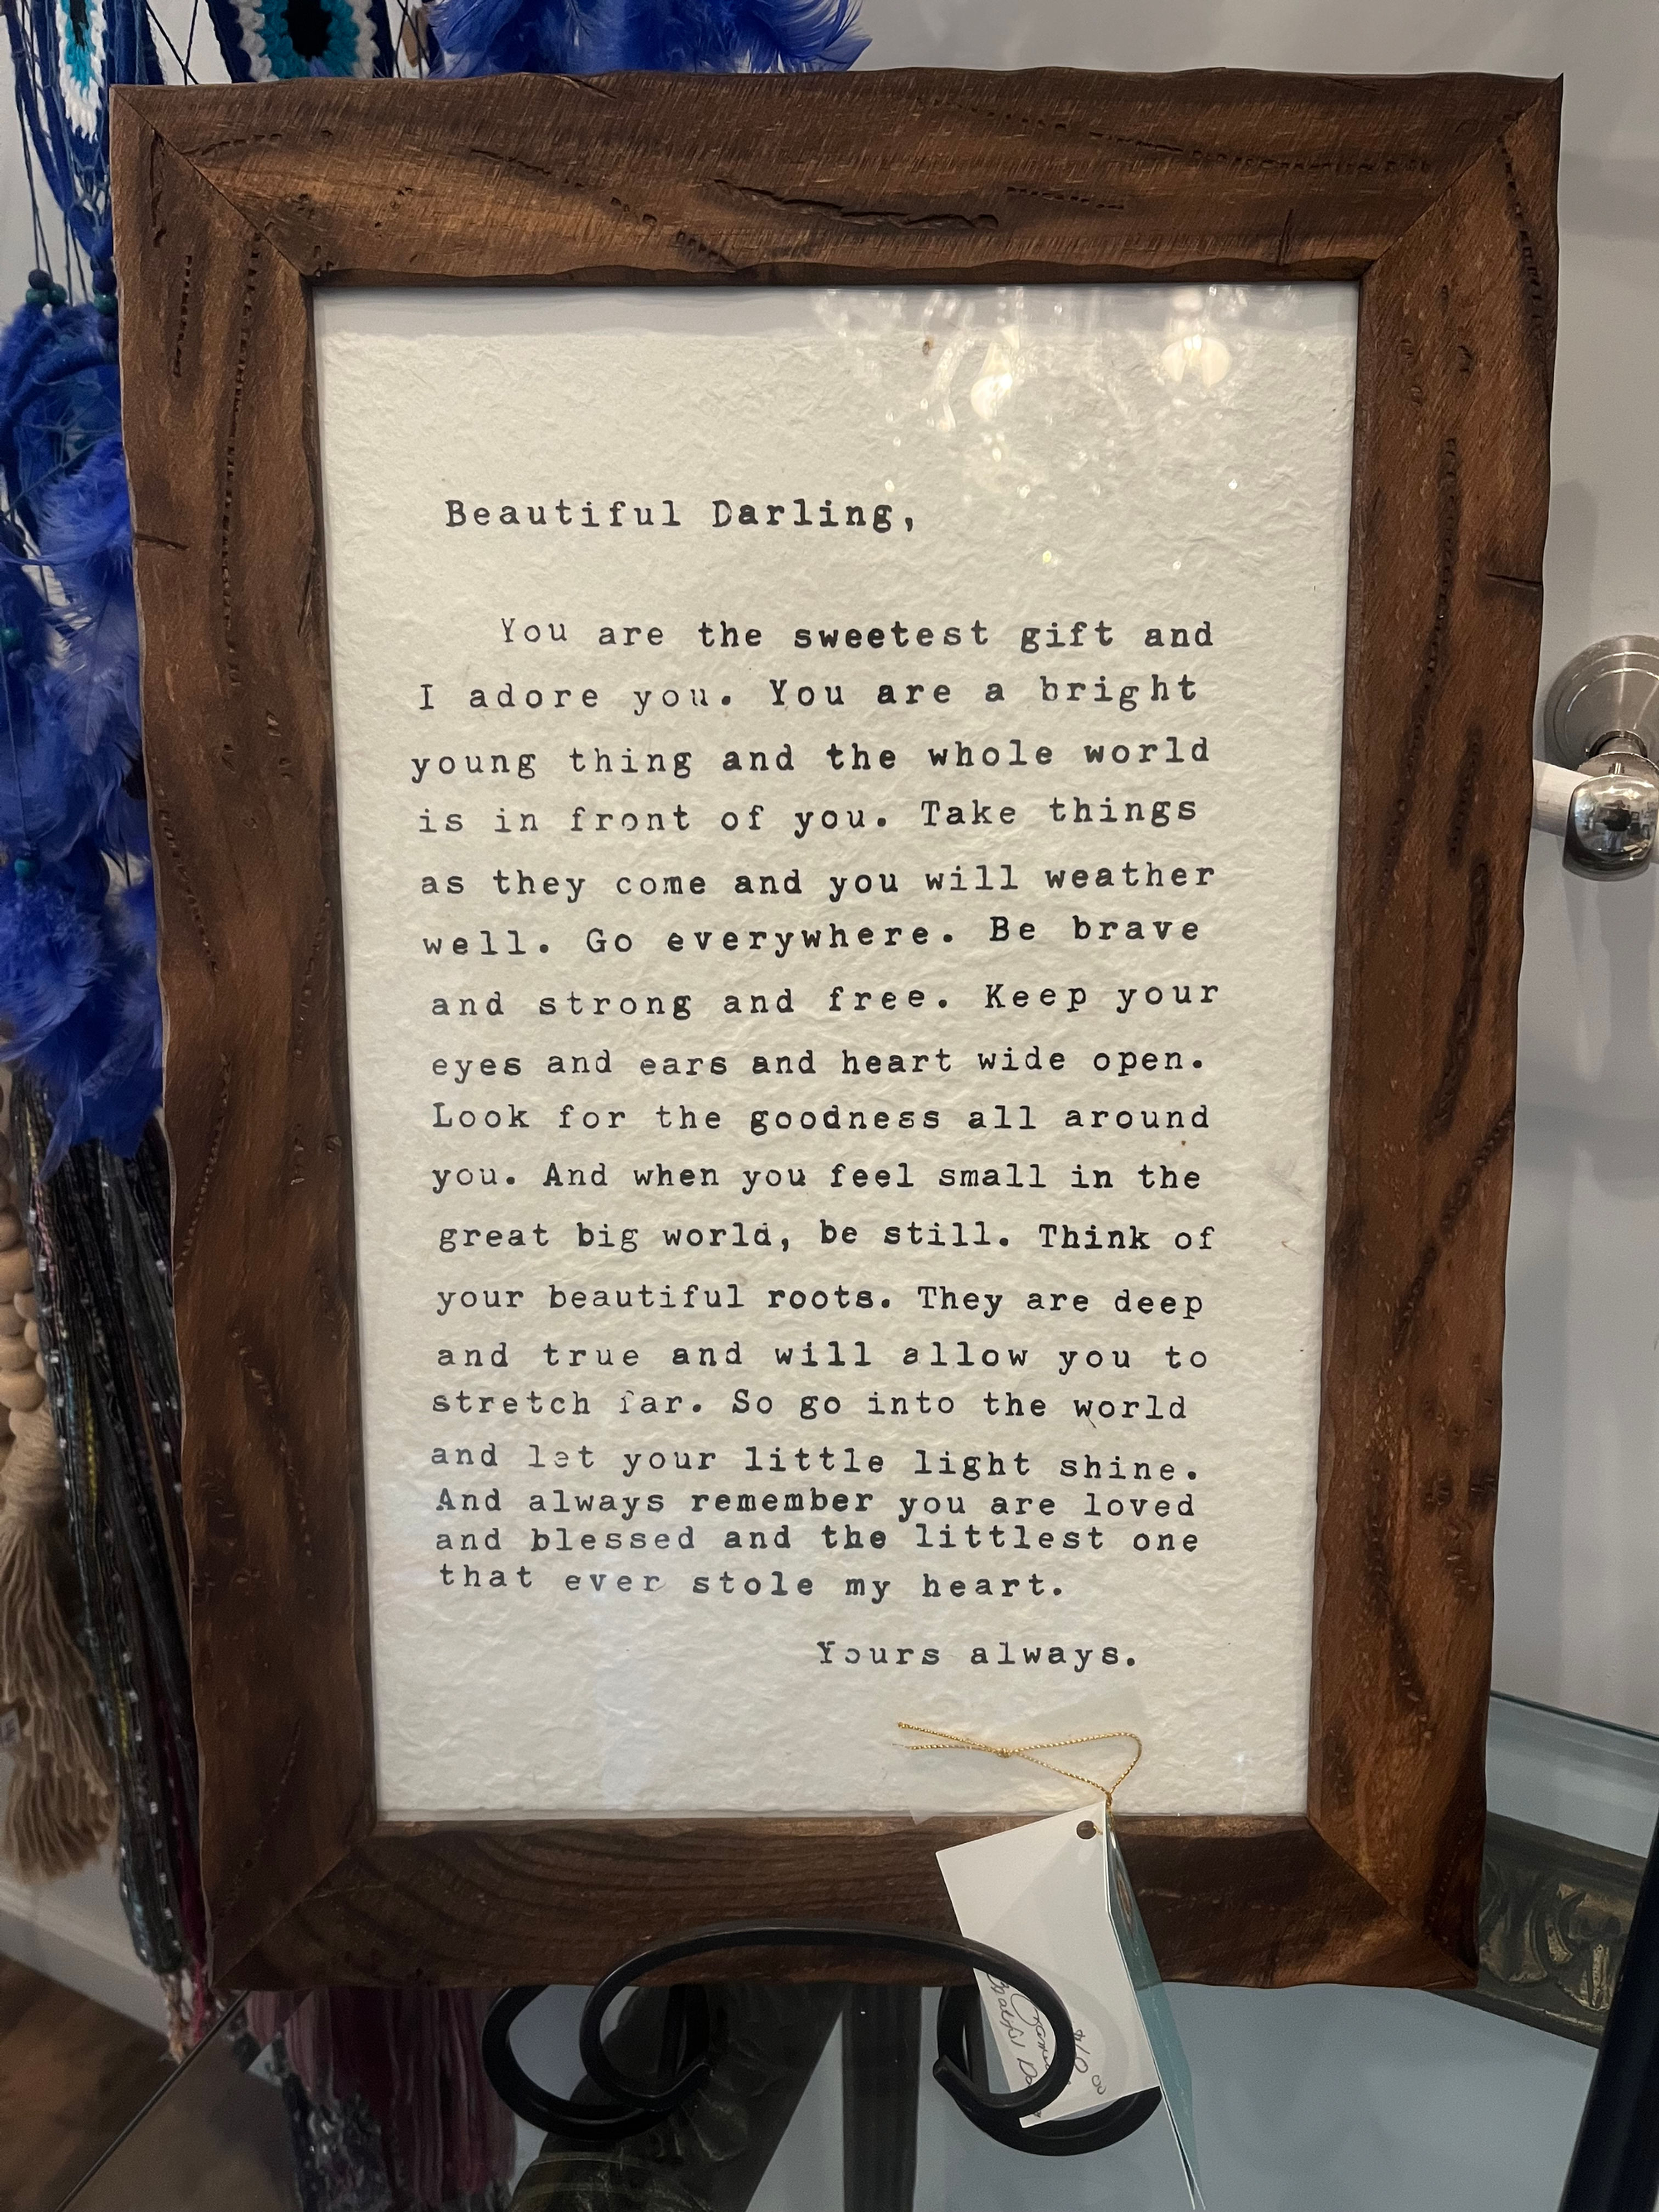 Beautiful Darling,
You are the sweetest gift and
I adore you. You are a bright
young thing and the whole world
is in front of you. Take things
as they come and you will weather
well. Go everywhere. Be brave
and strong and free. Keep your
eyes and ears and heart wide open.
Look for the goodness all around
you. And when you feel small in the
great big world, be still. Think of
your beautiful roots. They are deep
and true and will allow you to
stretch far. So go into the world
and let your little light shine.
And always remember you are loved
and blessed and the littlest one
that ever stole my heart.
Yours always.